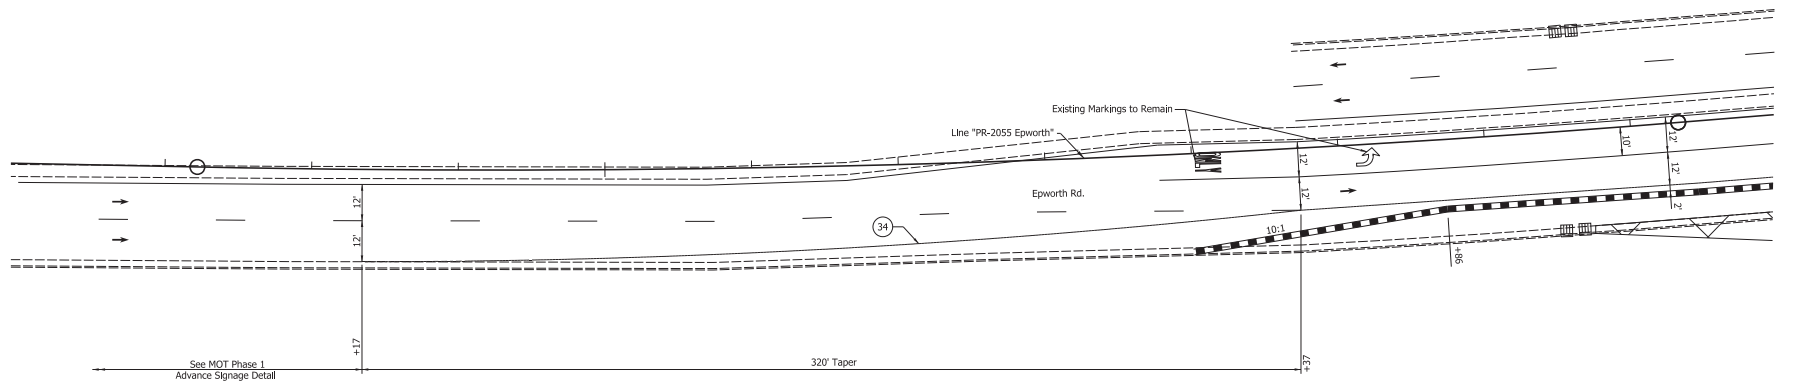 Existing Markings to Remain
Line "PR-2055 Epworth"
Epworth Rd.
12'
12'
12'
12'
10'
12'
12'
2'
34
10:1
+86
+17
+37
320' Taper
See MOT Phase 1
Advance Signage Detail